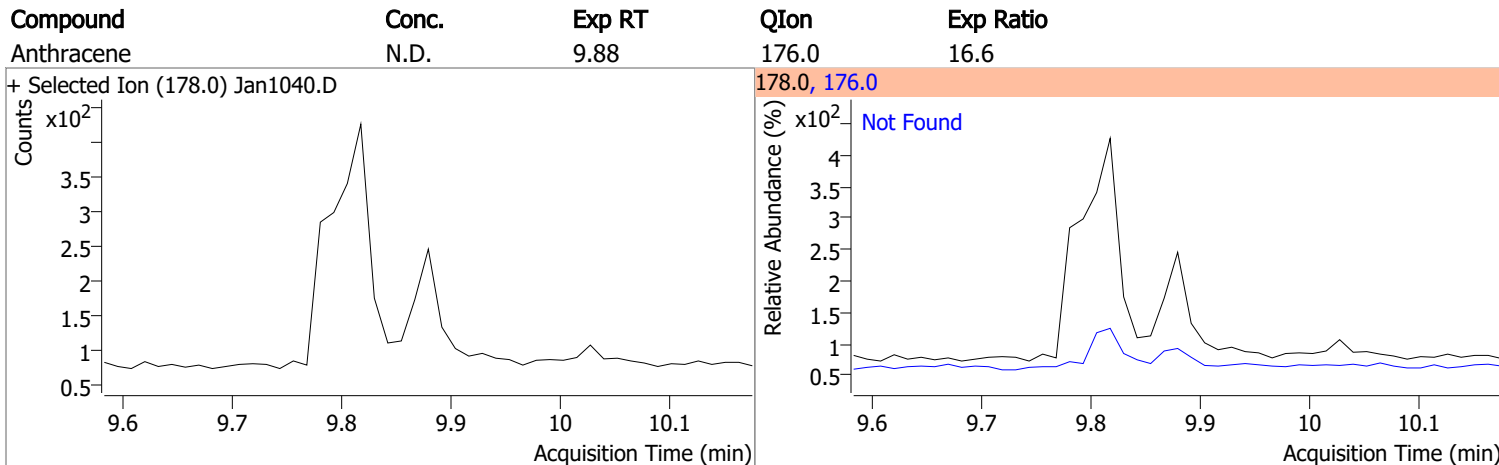 Compound Conc. Exp RT QIon Exp Ratio
Anthracene N.D. 9.88 176.0 16.6
+ Selected Ion (178.0) Jan1040.D
Counts
x10²
3.5
3
2.5
2
1.5
1
0.5
9.6 9.7 9.8 9.9 10 10.1
Acquisition Time (min)
178.0, 176.0
Relative Abundance (%)
x10²
Not Found
4
3.5
3
2.5
2
1.5
1
0.5
9.6 9.7 9.8 9.9 10 10.1
Acquisition Time (min)